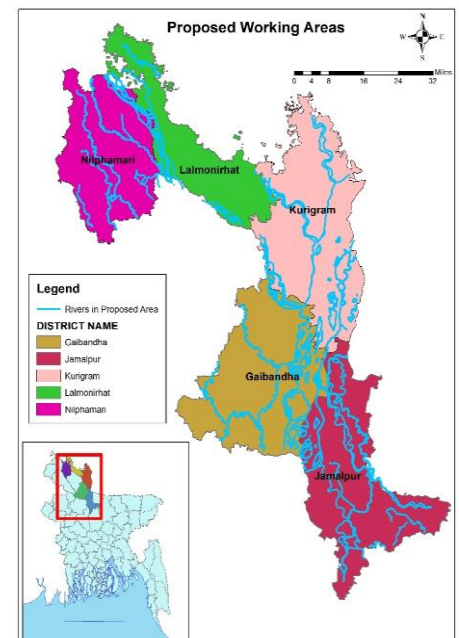 Proposed Working Areas
N
W E
S
Miles
0 4 8 16 24 32
Nilphamari
Lalmonirhat
Kurigram
Gaibandha
Jamalpur
Legend
Rivers in Proposed Area
DISTRICT NAME
Gaibandha
Jamalpur
Kurigram
Lalmonirhat
Nilphamari